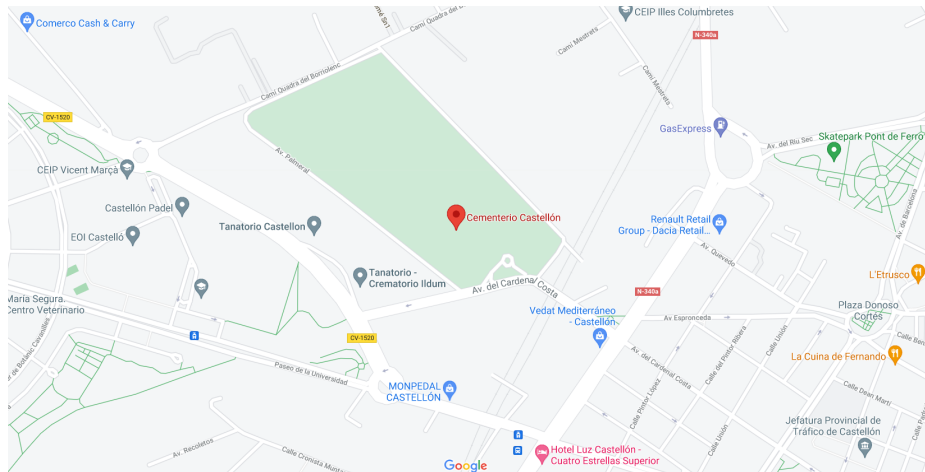 Comerco Cash & Carry
CEIP Illes Columbretes
Camí Quadra del Borriolenc
Camí Quadra del Borriolenc
Camí Mestrets
Camí Mestrets
N-340a
CV-1520
GasExpress
Av. del Riu Sec
Skatepark Pont de Ferro
Av. Palmeral
CEIP Vicent Marçà
Castellón Padel
Tanatorio Castellon
EOI Castelló
Cementerio Castellón
Renault Retail
Group - Dacia Retail...
Av. de Barcelona
Av. Quevedo
L'Etrusco
Tanatorio -
Crematorio Ildum
Av. del Cardenal Costa
N-340a
María Segura.
Centro Veterinario
Vedat Mediterráneo
- Castellón
Av Espronceda
Plaza Donoso
Cortés
CV-1520
Calle Unión
Calle del Pintor Ribera
La Cuina de Fernando
Av. del Cardenal Costa
Paseo de la Universidad
MONPEDAL
CASTELLÓN
Calle Pintor López
Calle Dean Martí
Calle Unión
Jefatura Provincial de
Tráfico de Castellón
Av. Recoletos
Calle Cronista
Google
Hotel Luz Castellón -
Cuatro Estrellas Superior